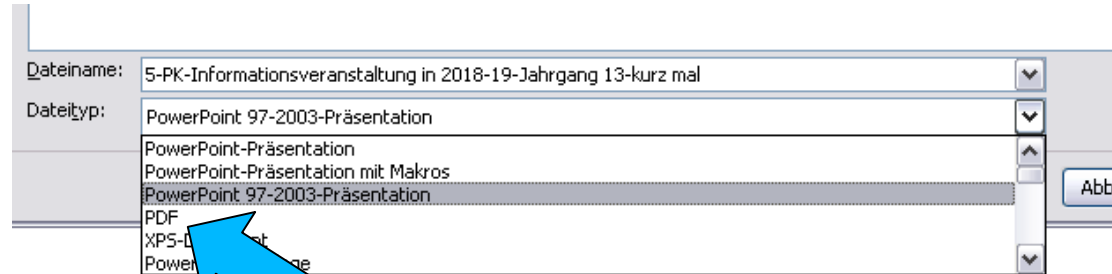 Dateiname: 5-PK-Informationsveranstaltung in 2018-19-Jahrgang 13-kurz mal
Dateityp: PowerPoint 97-2003-Präsentation
PowerPoint-Präsentation
PowerPoint-Präsentation mit Makros
PowerPoint 97-2003-Präsentation
PDF
Abb